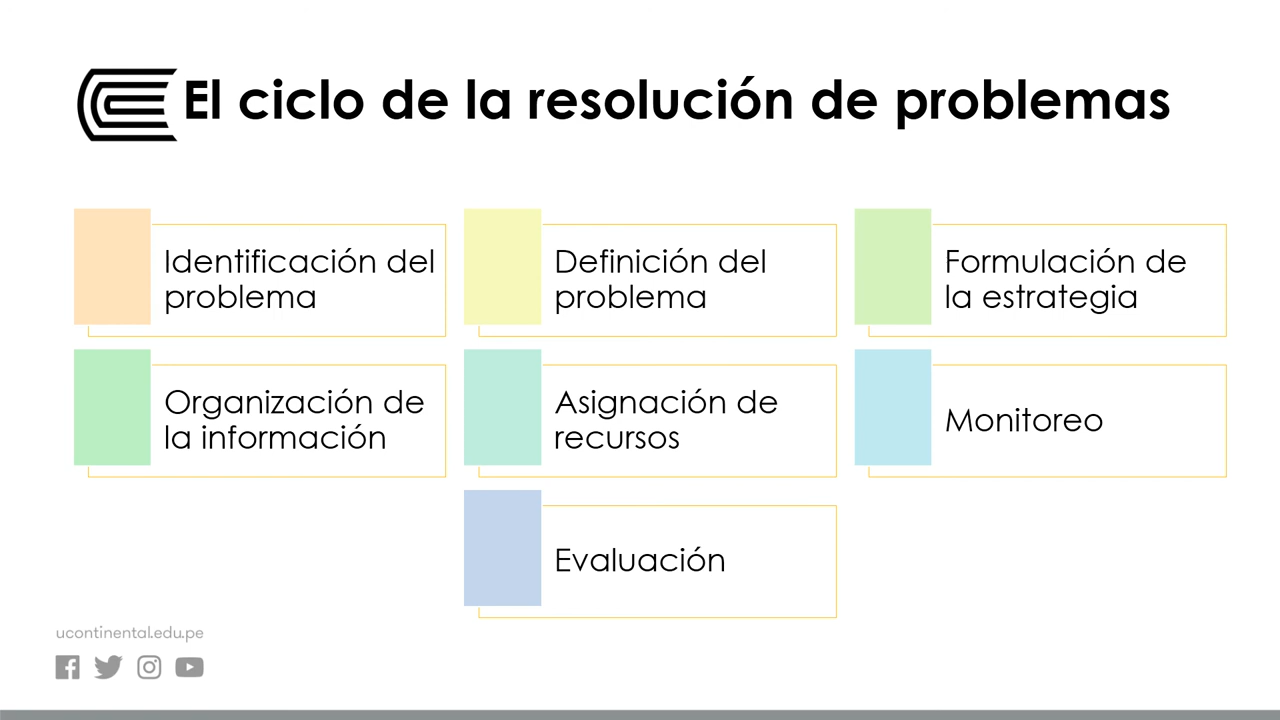 El ciclo de la resolución de problemas
Identificación del
problema
Definición del
problema
Formulación de
la estrategia
Organización de
la información
Asignación de
recursos
Monitoreo
Evaluación
ucontinental.edu.pe